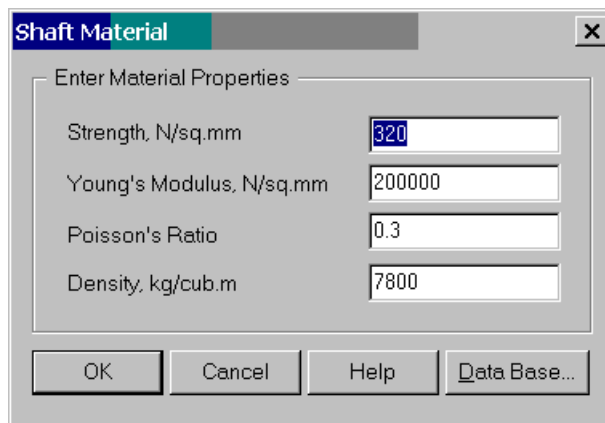 Shaft Material
Enter Material Properties
Strength, N/sq.mm 320
Young's Modulus, N/sq.mm 200000
Poisson's Ratio 0.3
Density, kg/cub.m 7800
OK Cancel Help Data Base...